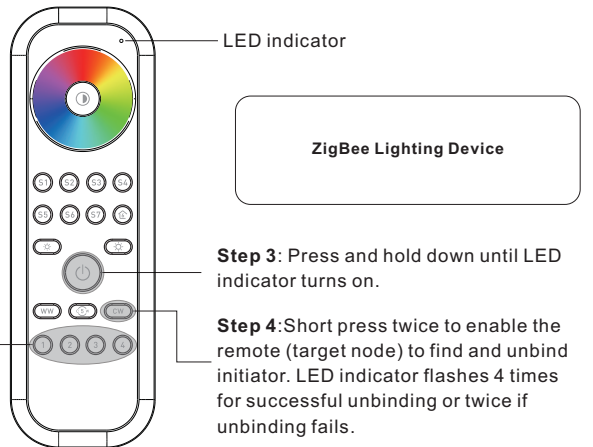 LED indicator
ZigBee Lighting Device
S1 S2 S3 S4
S5 S6 S7
Step 3: Press and hold down until LED
indicator turns on.
WW S CW
Step 4:Short press twice to enable the
remote (target node) to find and unbind
initiator. LED indicator flashes 4 times
for successful unbinding or twice if
unbinding fails.
1 2 3 4